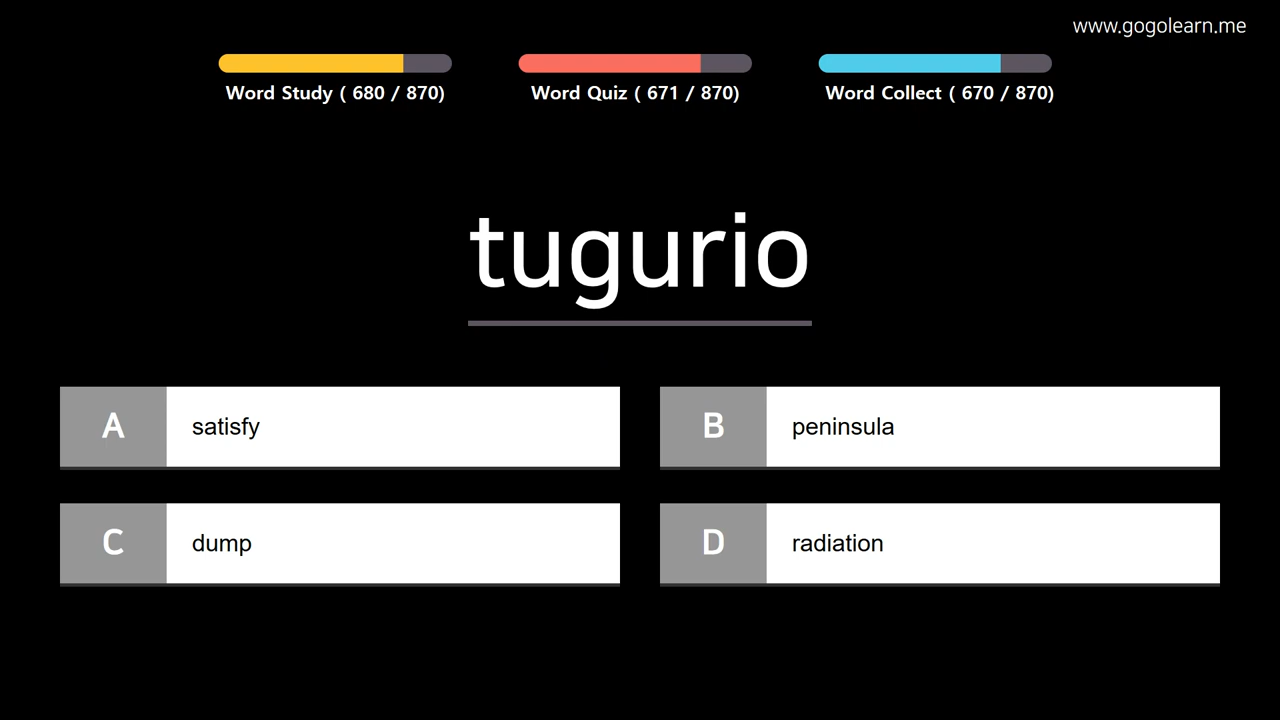 www.gogolearn.me
Word Study ( 680 / 870)
Word Quiz ( 671 / 870)
Word Collect ( 670 / 870)
tugurio
A
satisfy
B
peninsula
C
dump
D
radiation